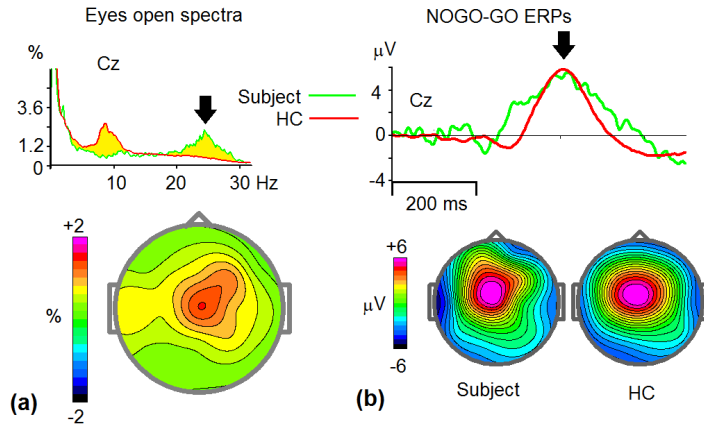 Eyes open spectra
%
Cz
3.6
1.2
0
10
20
30
Hz
Subject
HC
NOGO-GO ERPs
µV
Cz
4
0
-4
200 ms
+2
%
-2
(a)
+6
µV
-6
Subject
HC
(b)